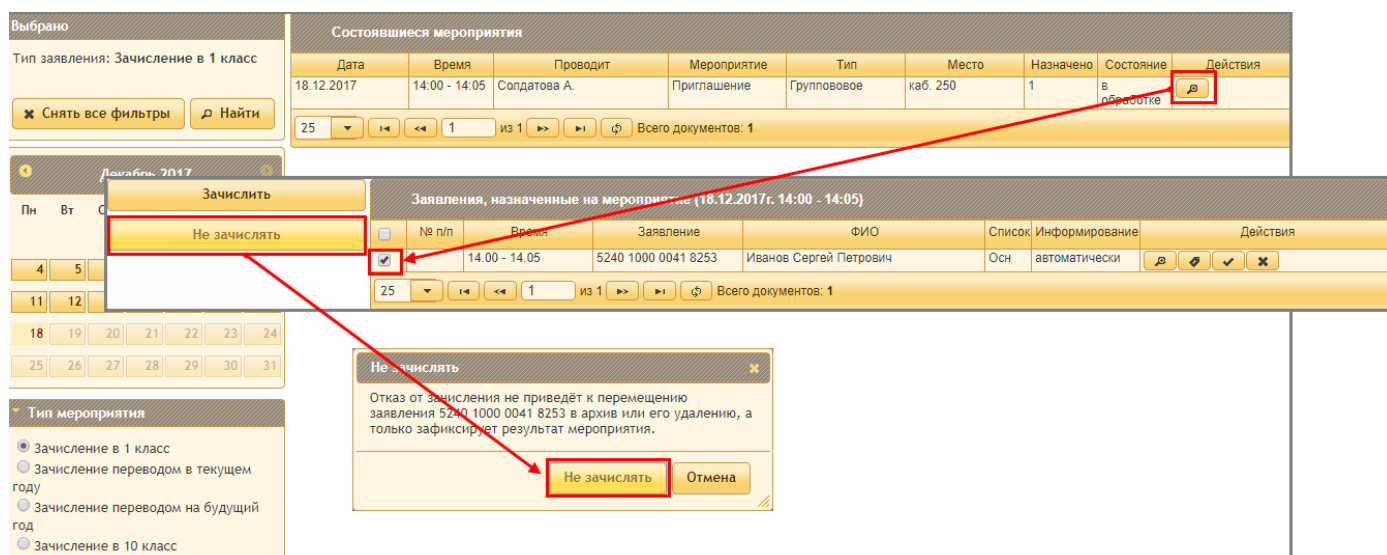 Выбрано
Тип заявления: Зачисление в 1 класс
Снять все фильтры
Найти
Состоявшиеся мероприятия
Дата Время Проводит Мероприятие Тип Место Назначено Состояние Действия
18.12.2017 14:00 - 14:05 Солдатова А. Приглашение Группововое каб. 250 1 в обработке
25 1 из 1 Всего документов: 1
Декабрь 2017
Пн Вт С
4 5
11 12
18 19 20 21 22 23 24
25 26 27 28 29 30 31
Зачислить
Не зачислять
Заявления, назначенные на мероприятие (18.12.2017г. 14:00 - 14:05)
№ п/п Время Заявление ФИО Список Информирование Действия
14.00 - 14.05 5240 1000 0041 8253 Иванов Сергей Петрович Осн автоматически
25 1 из 1 Всего документов: 1
Не зачислять
Отказ от зачисления не приведёт к перемещению
заявления 5240 1000 0041 8253 в архив или его удалению, а
только зафиксирует результат мероприятия.
Не зачислять Отмена
Тип мероприятия
Зачисление в 1 класс
Зачисление переводом в текущем
году
Зачисление переводом на будущий
год
Зачисление в 10 класс